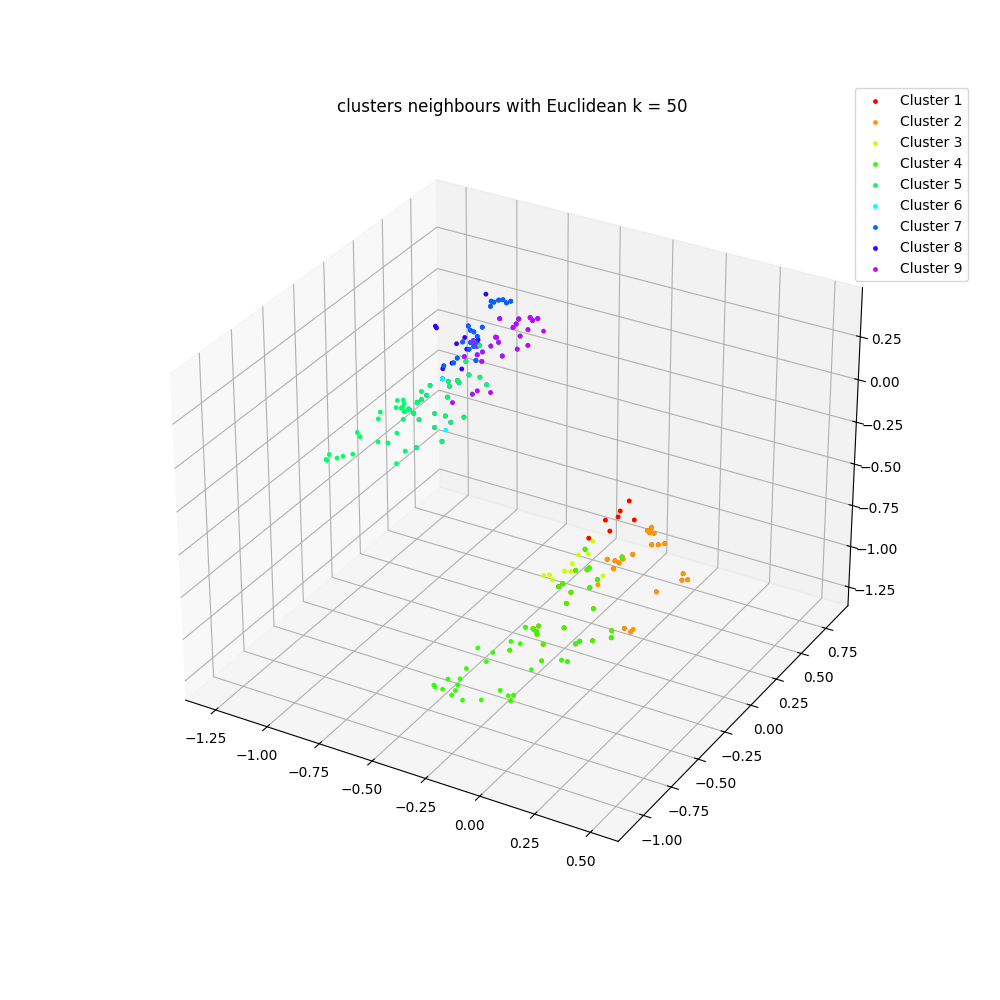 clusters neighbours with Euclidean k = 50
Cluster 1
Cluster 2
Cluster 3
Cluster 4
Cluster 5
Cluster 6
Cluster 7
Cluster 8
Cluster 9
0.25
0.00
−0.25
−0.50
−0.75
−1.00
−1.25
0.75
0.50
0.25
0.00
−0.25
−0.50
−0.75
−1.00
−1.25
−1.00
−0.75
−0.50
−0.25
0.00
0.25
0.50